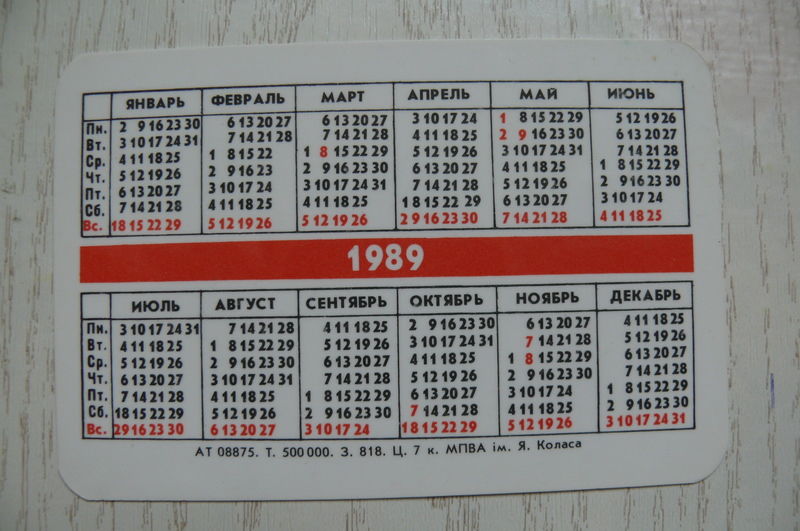 ЯНВАРЬ ФЕВРАЛЬ МАРТ АПРЕЛЬ МАЙ ИЮНЬ
Пн. 2 9 16 23 30 6 13 20 27 6 13 20 27 3 10 17 24 1 8 15 22 29 5 12 19 26
Вт. 3 10 17 24 31 7 14 21 28 7 14 21 28 4 11 18 25 2 9 16 23 30 6 13 20 27
Ср. 4 11 18 25 1 8 15 22 1 8 15 22 29 5 12 19 26 3 10 17 24 31 7 14 21 28
Чт. 5 12 19 26 2 9 16 23 2 9 16 23 30 6 13 20 27 4 11 18 25 1 8 15 22 29
Пт. 6 13 20 27 3 10 17 24 3 10 17 24 31 7 14 21 28 5 12 19 26 2 9 16 23 30
Сб. 7 14 21 28 4 11 18 25 4 11 18 25 1 8 15 22 29 6 13 20 27 3 10 17 24
Вс. 1 8 15 22 29 5 12 19 26 5 12 19 26 2 9 16 23 30 7 14 21 28 4 11 18 25
1989
ИЮЛЬ АВГУСТ СЕНТЯБРЬ ОКТЯБРЬ НОЯБРЬ ДЕКАБРЬ
Пн. 3 10 17 24 31 7 14 21 28 4 11 18 25 2 9 16 23 30 6 13 20 27 4 11 18 25
Вт. 4 11 18 25 1 8 15 22 29 5 12 19 26 3 10 17 24 31 7 14 21 28 5 12 19 26
Ср. 5 12 19 26 2 9 16 23 30 6 13 20 27 4 11 18 25 1 8 15 22 29 6 13 20 27
Чт. 6 13 20 27 3 10 17 24 31 7 14 21 28 5 12 19 26 2 9 16 23 30 7 14 21 28
Пт. 7 14 21 28 4 11 18 25 1 8 15 22 29 6 13 20 27 3 10 17 24 1 8 15 22 29
Сб. 1 8 15 22 29 5 12 19 26 2 9 16 23 30 7 14 21 28 4 11 18 25 2 9 16 23 30
Вс. 2 9 16 23 30 6 13 20 27 3 10 17 24 1 8 15 22 29 5 12 19 26 3 10 17 24 31
АТ 08875. Т. 500 000. З. 818. Ц. 7 к. МПВА ім. Я. Коласа